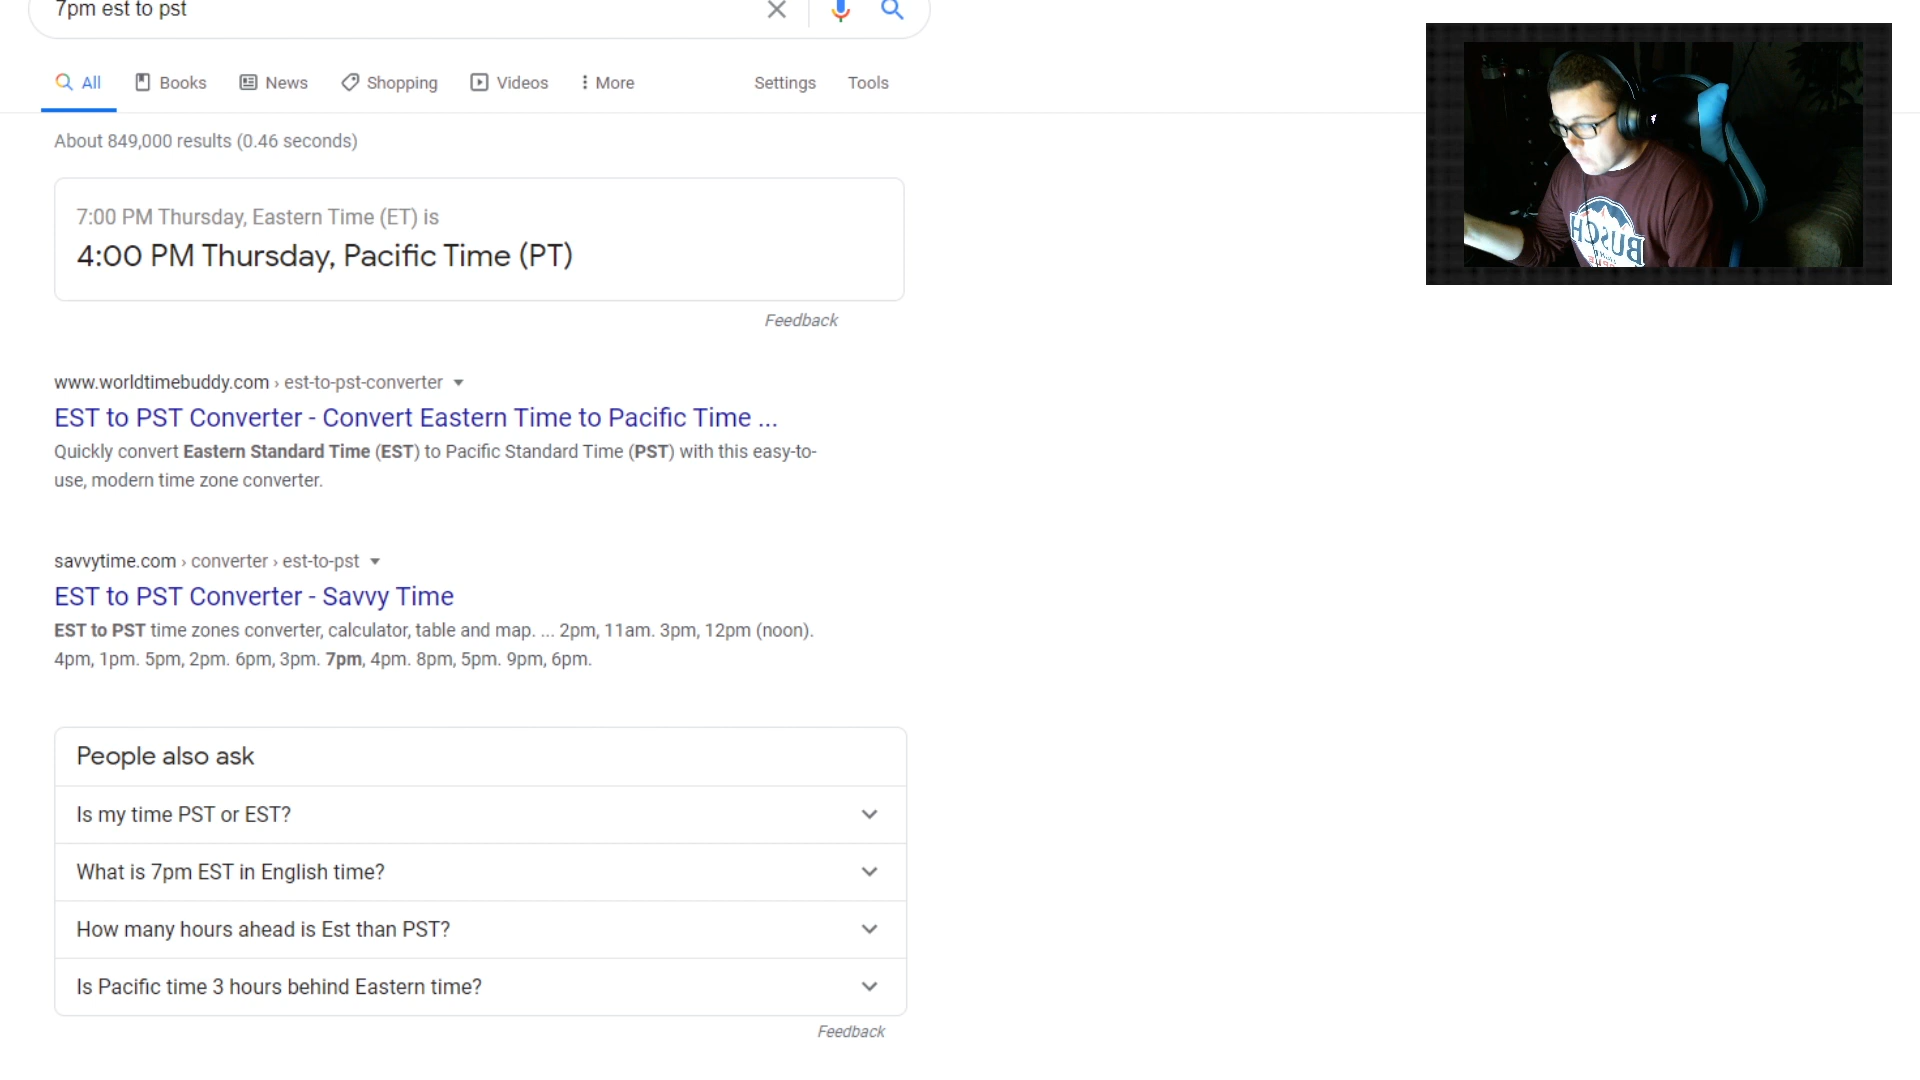 7pm est to pst
All Books News Shopping Videos More Settings Tools
About 849,000 results (0.46 seconds)
7:00 PM Thursday, Eastern Time (ET) is
4:00 PM Thursday, Pacific Time (PT)
Feedback
www.worldtimebuddy.com › est-to-pst-converter
EST to PST Converter - Convert Eastern Time to Pacific Time ...
Quickly convert Eastern Standard Time (EST) to Pacific Standard Time (PST) with this easy-to-
use, modern time zone converter.
savvytime.com › converter › est-to-pst
EST to PST Converter - Savvy Time
EST to PST time zones converter, calculator, table and map. ... 2pm, 11am. 3pm, 12pm (noon).
4pm, 1pm. 5pm, 2pm. 6pm, 3pm. 7pm, 4pm. 8pm, 5pm. 9pm, 6pm.
People also ask
Is my time PST or EST?
What is 7pm EST in English time?
How many hours ahead is Est than PST?
Is Pacific time 3 hours behind Eastern time?
Feedback
BUSCH